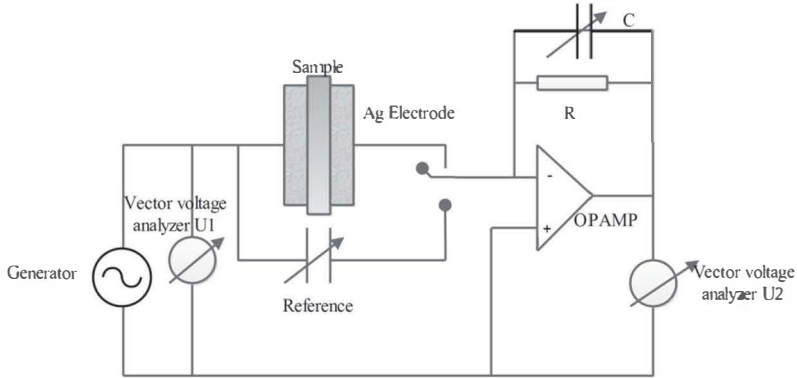 C
Sample
R
Ag Electrode
-
Vector voltage
analyzer U1
OPAMP
+
Generator
Vector voltage
analyzer U2
Reference